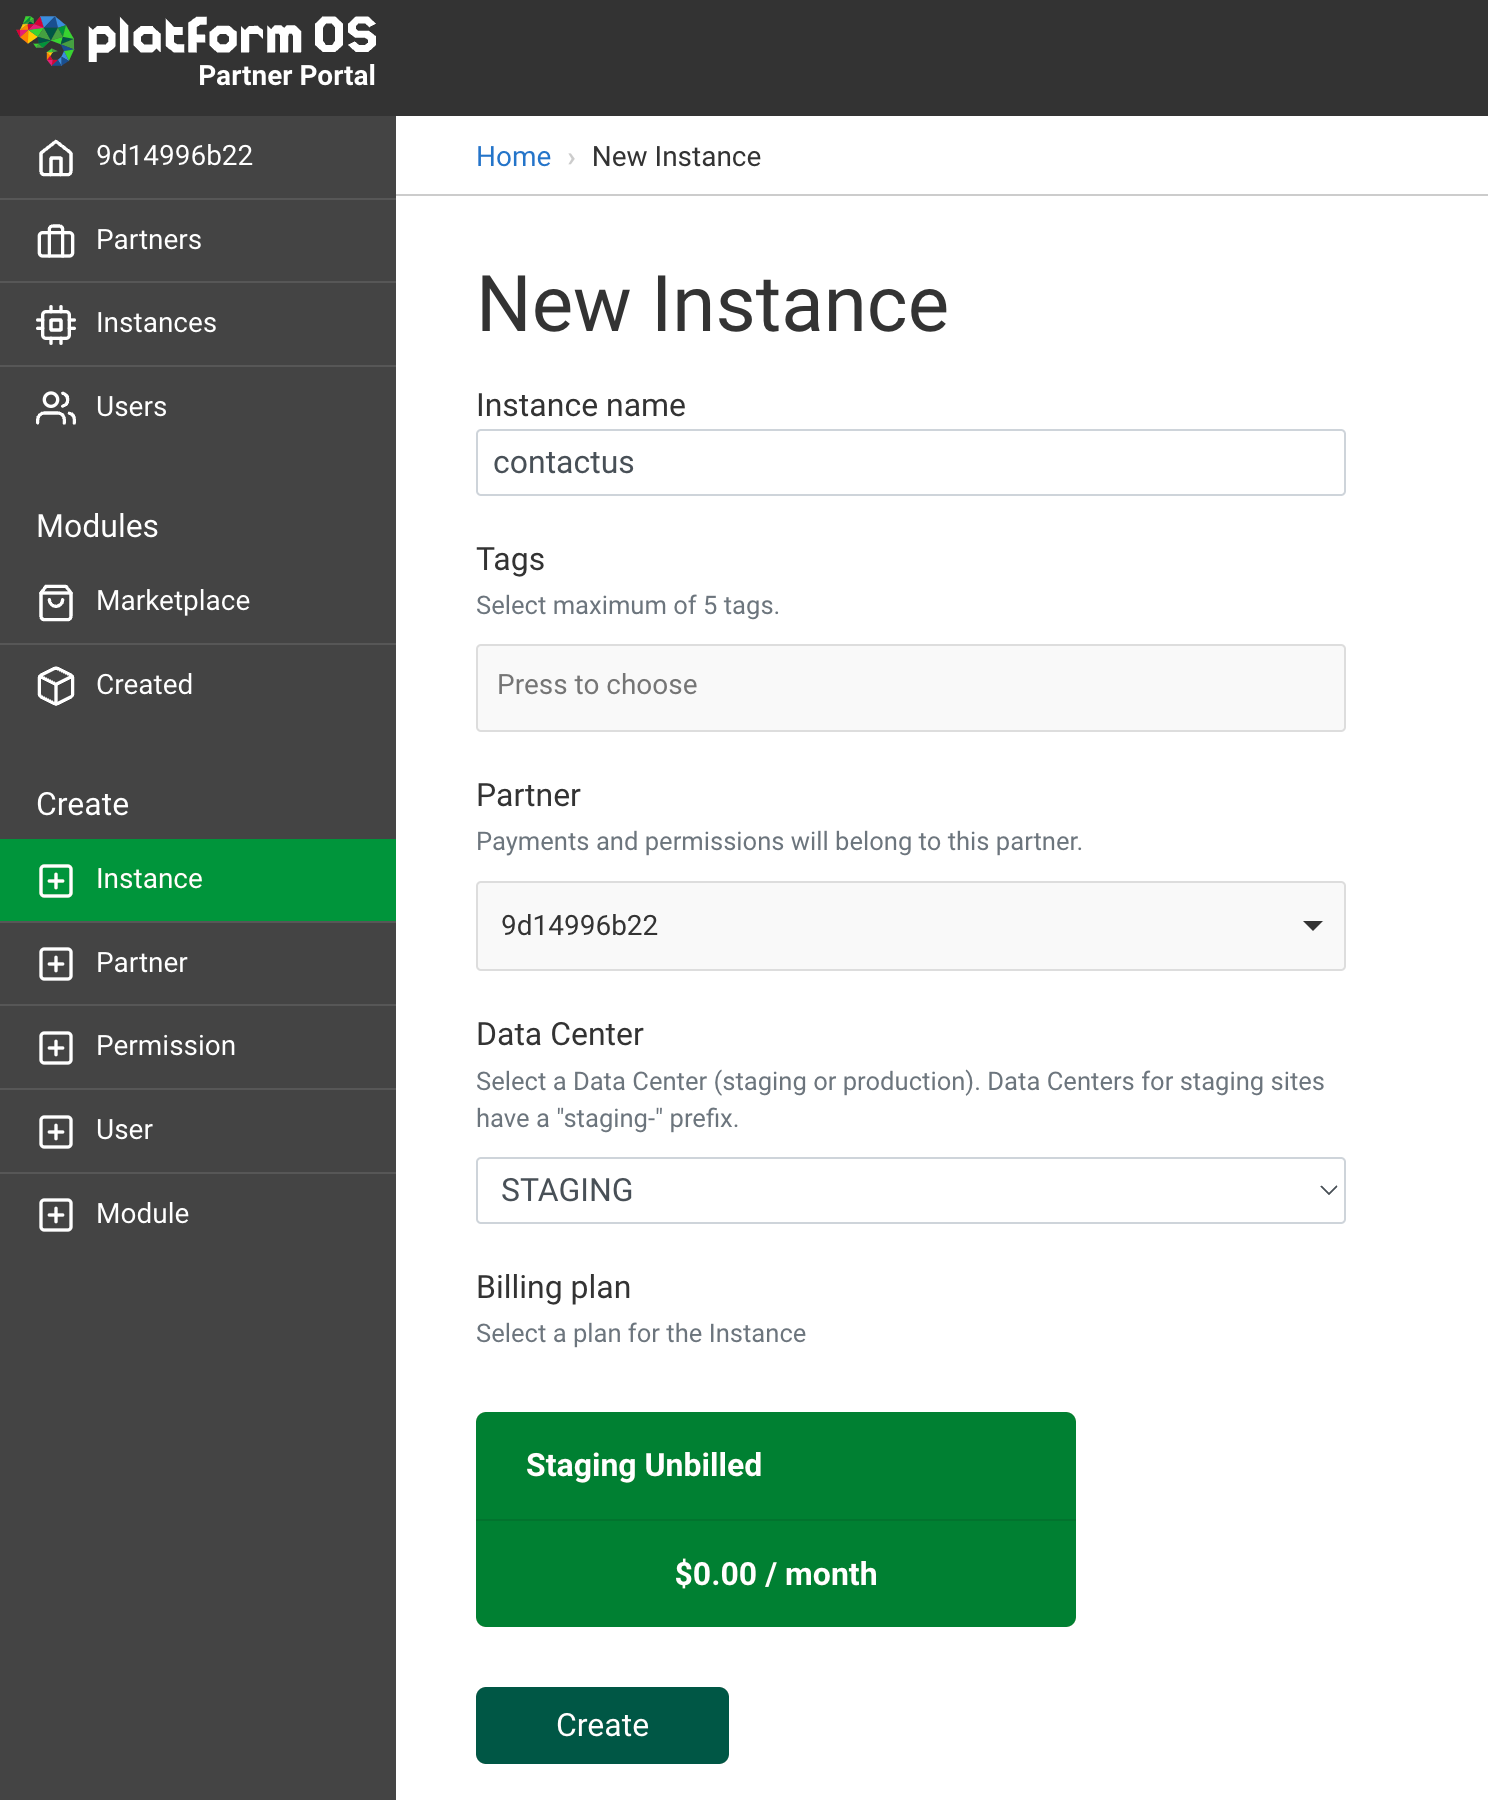 platform OS
Partner Portal
9d14996b22
Partners
Instances
Users
Modules
Marketplace
Created
Create
Instance
Partner
Permission
User
Module
Home › New Instance
New Instance
Instance name
contactus
Tags
Select maximum of 5 tags.
Press to choose
Partner
Payments and permissions will belong to this partner.
9d14996b22
Data Center
Select a Data Center (staging or production). Data Centers for staging sites
have a "staging-" prefix.
STAGING
Billing plan
Select a plan for the Instance
Staging Unbilled
$0.00 / month
Create